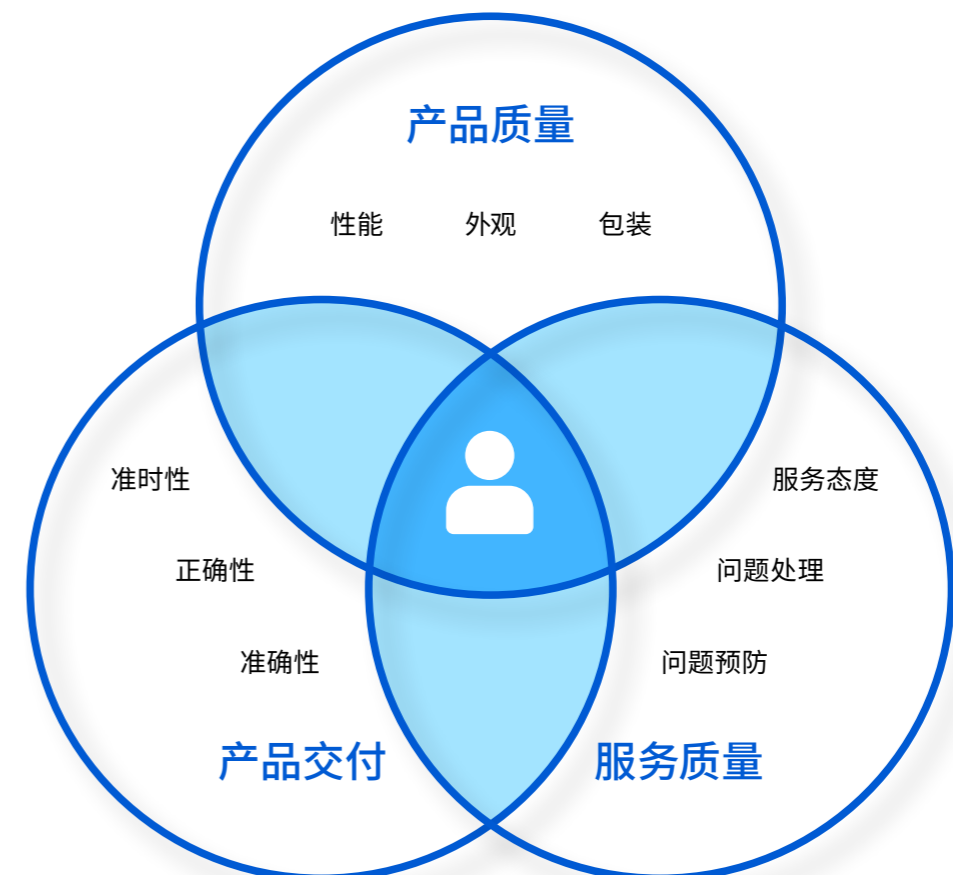 产品质量
性能 外观 包装
准时性
正确性
准确性
产品交付
服务态度
问题处理
问题预防
服务质量